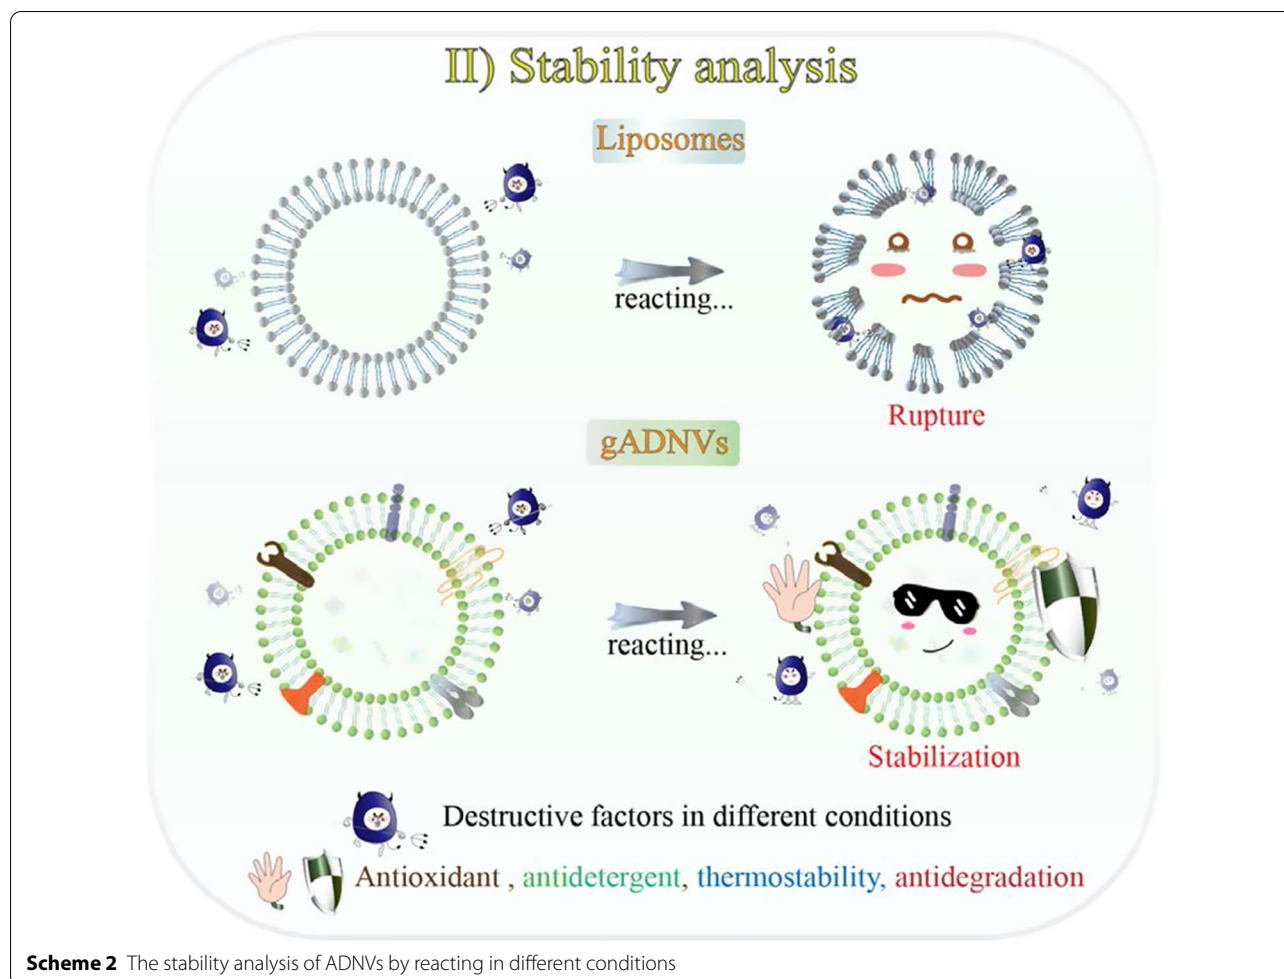 II) Stability analysis
Liposomes
reacting...
Rupture
gADNVs
reacting...
Stabilization
Destructive factors in different conditions
Antioxidant , antidetergent, thermostability, antidegradation
Scheme 2 The stability analysis of ADNVs by reacting in different conditions